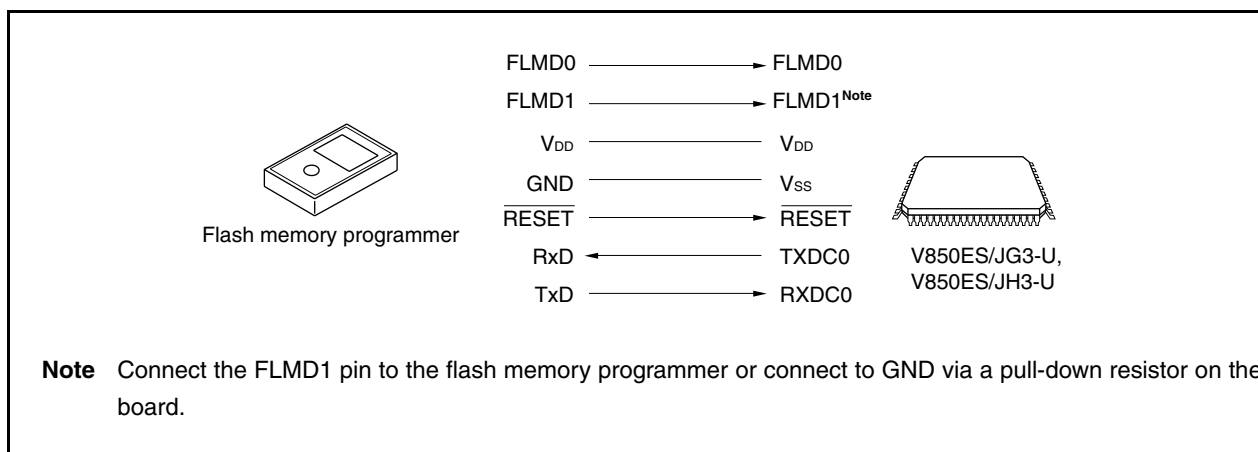 FLMD0 FLMD0
FLMD1 FLMD1Note
VDD VDD
GND VSS
RESET RESET
Flash memory programmer
RxD TXDC0
TxD RXDC0
V850ES/JG3-U,
V850ES/JH3-U
Note Connect the FLMD1 pin to the flash memory programmer or connect to GND via a pull-down resistor on the
board.